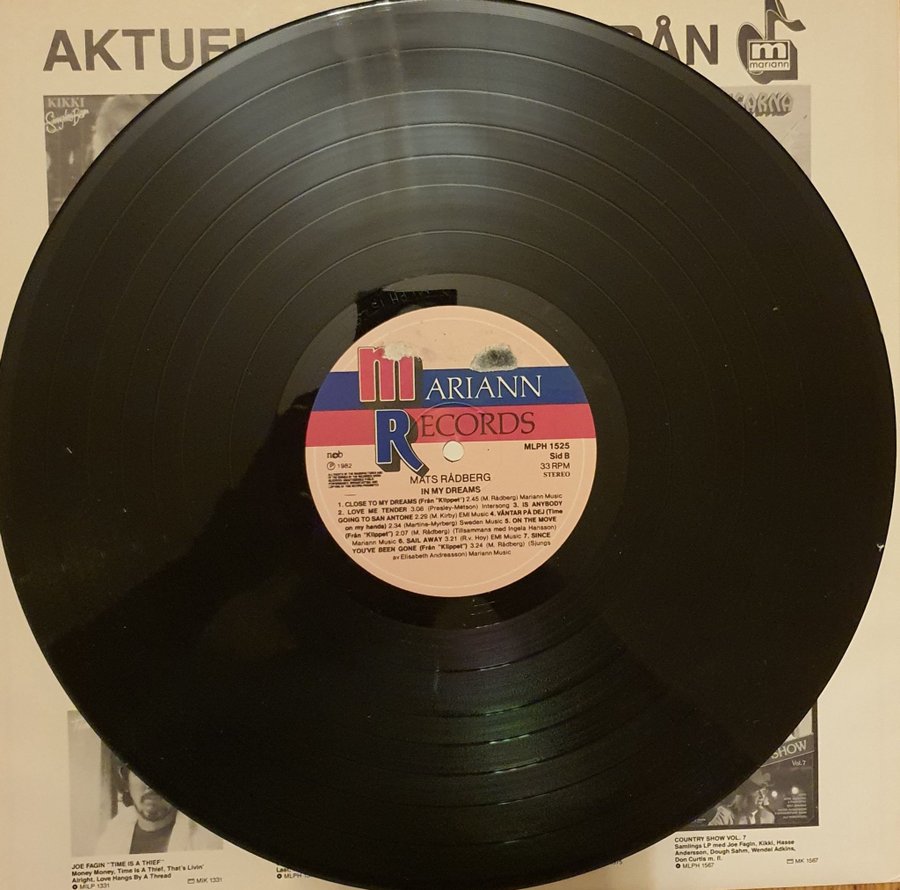 AKTUEL
RÅN
mariann
KIKKI
MARIANN
RECORDS
MLPH 1525
Sid B
ncb
Ⓟ 1982
33 RPM
STEREO
MATS RÅDBERG
IN MY DREAMS
1. CLOSE TO MY DREAMS (Från "Klippet") 2.45 (M. Rådberg) Mariann Music
2. LOVE ME TENDER 3.08 (Presley-Matson) Intersong 3. IS ANYBODY
GOING TO SAN ANTONE 2.29 (M. Kirby) EMI Music 4. VÄNTAR PÅ DEJ (Time
on my hands) 2.34 (Martine-Myrberg) Sweden Music 5. ON THE MOVE
(Från "Klippet") 2.07 (M. Rådberg) (Tillsammans med Ingela Hansson)
Mariann Music 6. SAIL AWAY 3.21 (R.v. Hoy) EMI Music 7. SINCE
YOU'VE BEEN GONE (Från "Klippet") 3.24 (M. Rådberg) (Sjungs
av Elisabeth Andreasson) Mariann Music
SHOW
Vol.7
JOE FAGIN "TIME IS A THIEF"
Money Money, Time Is A Thief, That's Livin'
Alright, Love Hangs By A Thread
MILP 1331
MIK 1331
MLPH
COUNTRY SHOW VOL. 7
Samlings LP med Joe Fagin, Kikki, Hasse
Andersson, Dough Sahm, Wendel Adkins,
Don Curtis m. fl.
MLPH 1567
MK 1567